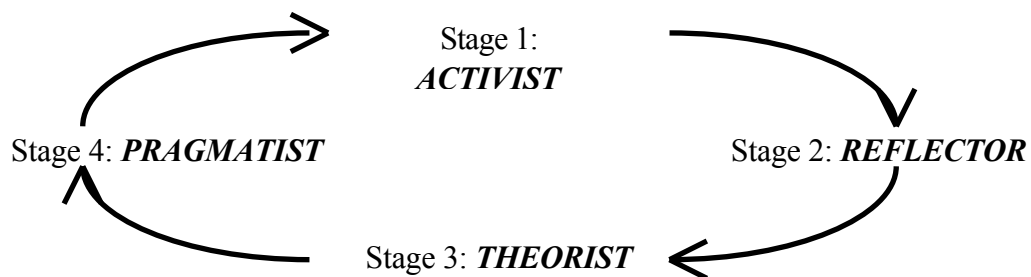 Stage 1:
ACTIVIST
Stage 4: PRAGMATIST
Stage 2: REFLECTOR
Stage 3: THEORIST